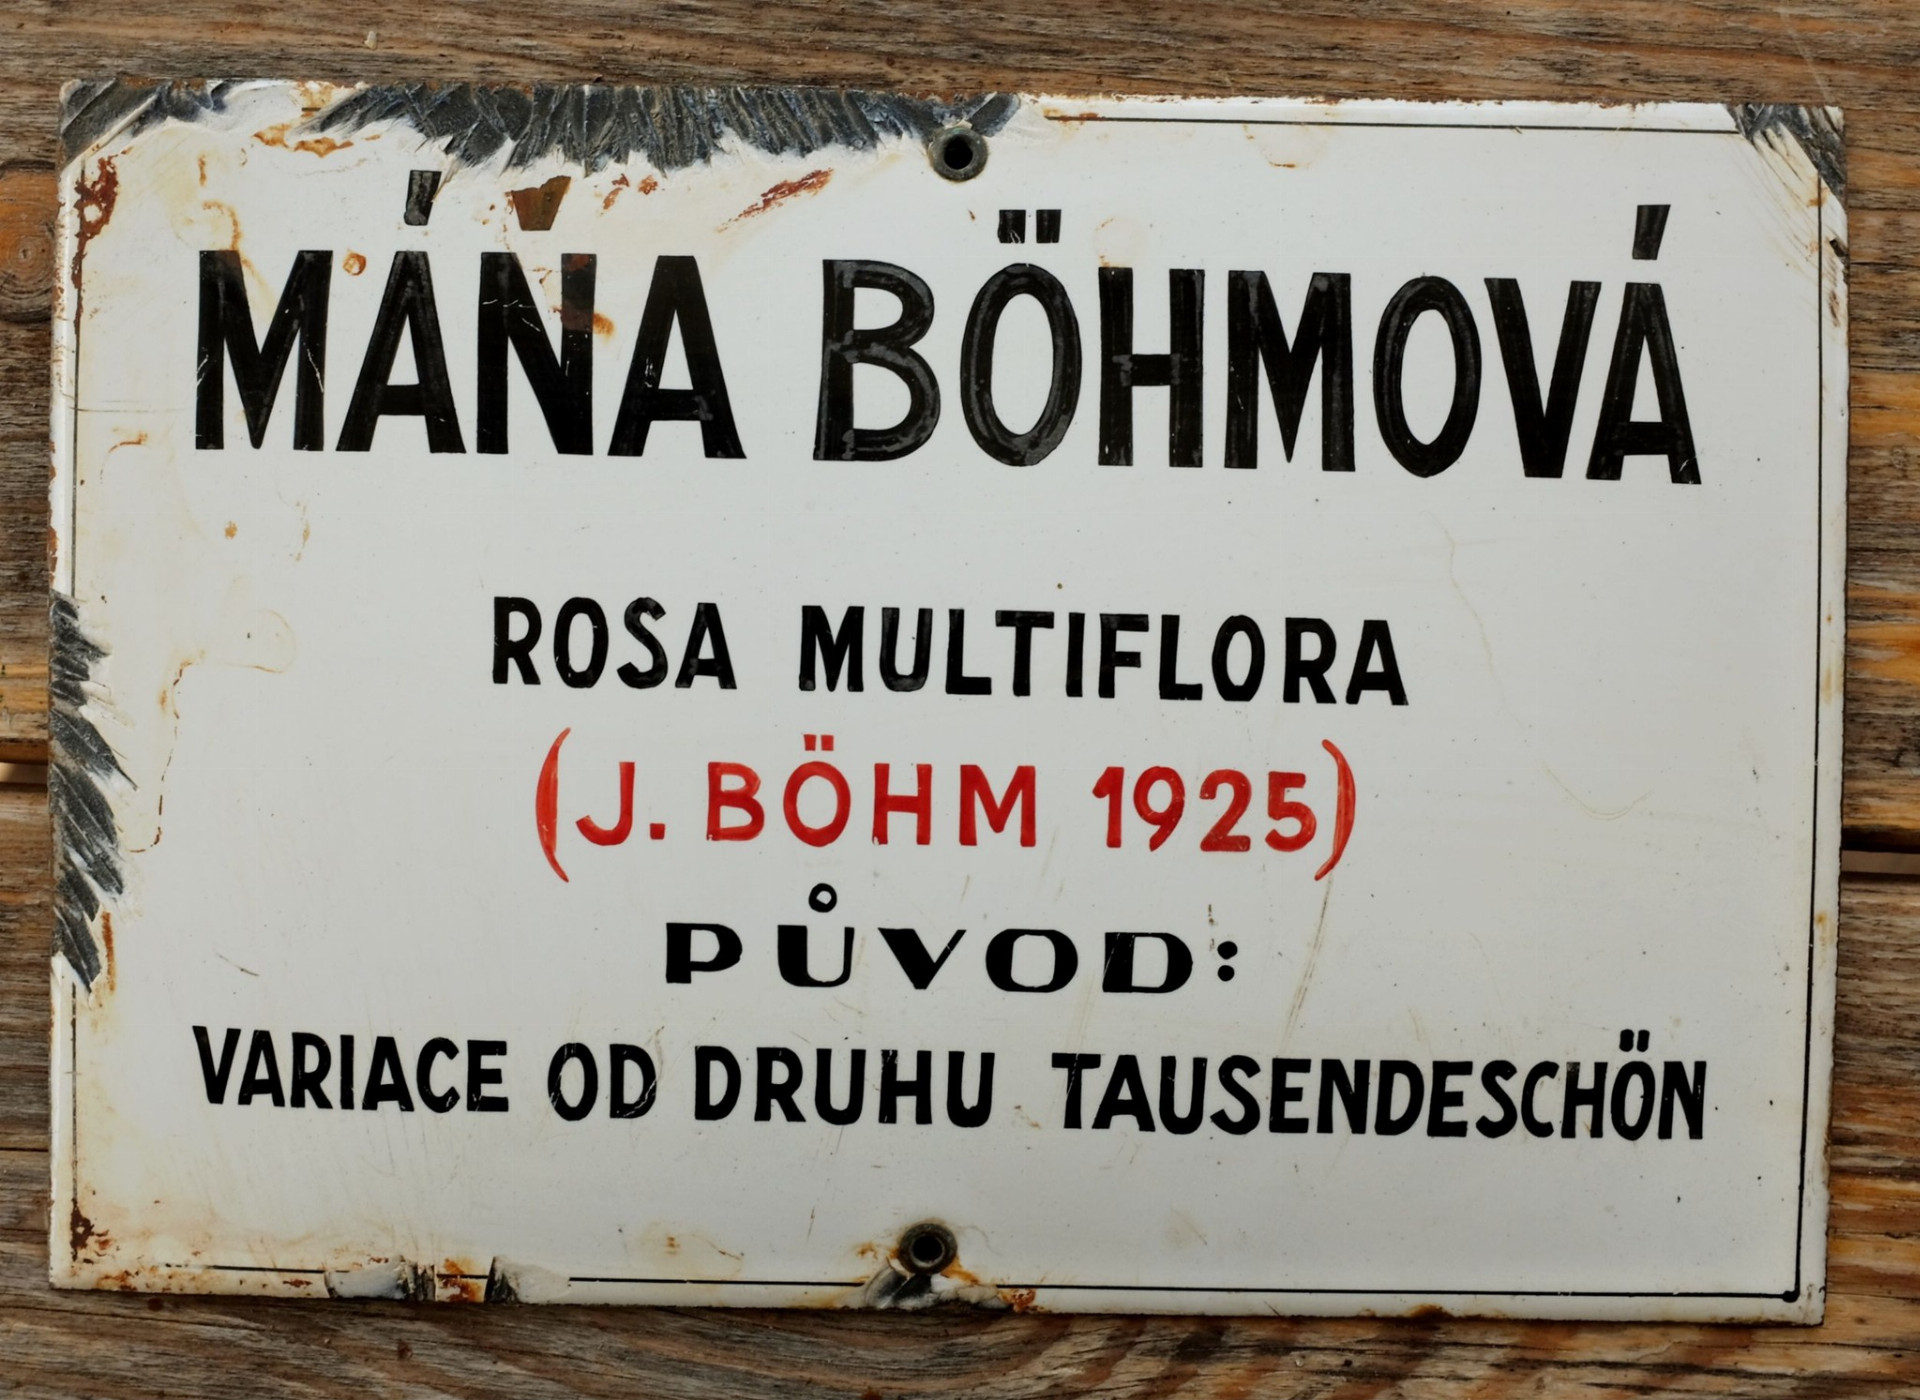 MÁŇA BÖHMOVÁ
ROSA MULTIFLORA
(J. BÖHM 1925)
PŮVOD:
VARIACE OD DRUHU TAUSENDESCHÖN